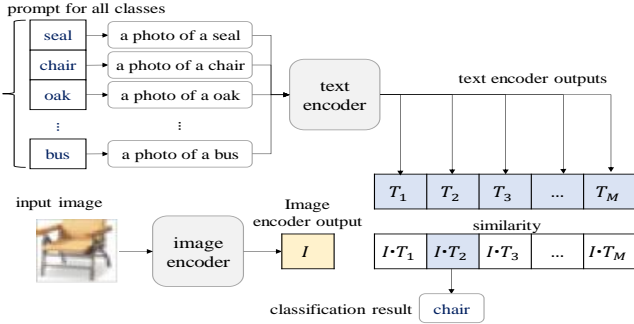 prompt for all classes
seal
a photo of a seal
chair
a photo of a chair
oak
a photo of a oak
⋮
⋮
bus
a photo of a bus
text
encoder
text encoder outputs
T₁ T₂ T₃ ... T_M
input image
image
encoder
Image
encoder output
I
similarity
I·T₁ I·T₂ I·T₃ ... I·T_M
classification result
chair